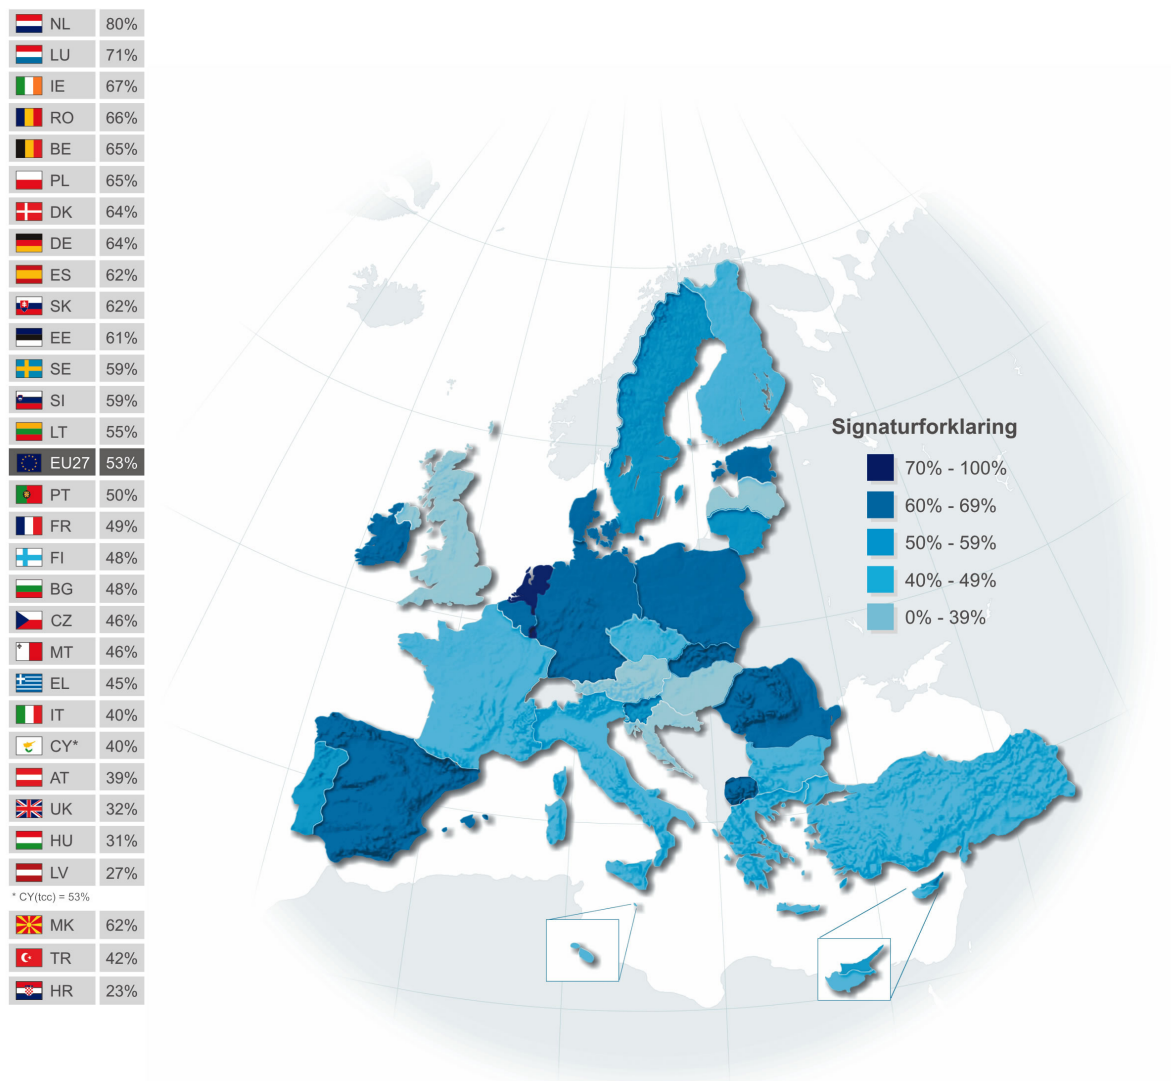 NL 80%
LU 71%
IE 67%
RO 66%
BE 65%
PL 65%
DK 64%
DE 64%
ES 62%
SK 62%
EE 61%
SE 59%
SI 59%
LT 55%
EU27 53%
PT 50%
FR 49%
FI 48%
BG 48%
CZ 46%
MT 46%
EL 45%
IT 40%
CY* 40%
AT 39%
UK 32%
HU 31%
LV 27%
* CY(tcc) = 53%
MK 62%
TR 42%
HR 23%
Signaturforklaring
70% - 100%
60% - 69%
50% - 59%
40% - 49%
0% - 39%